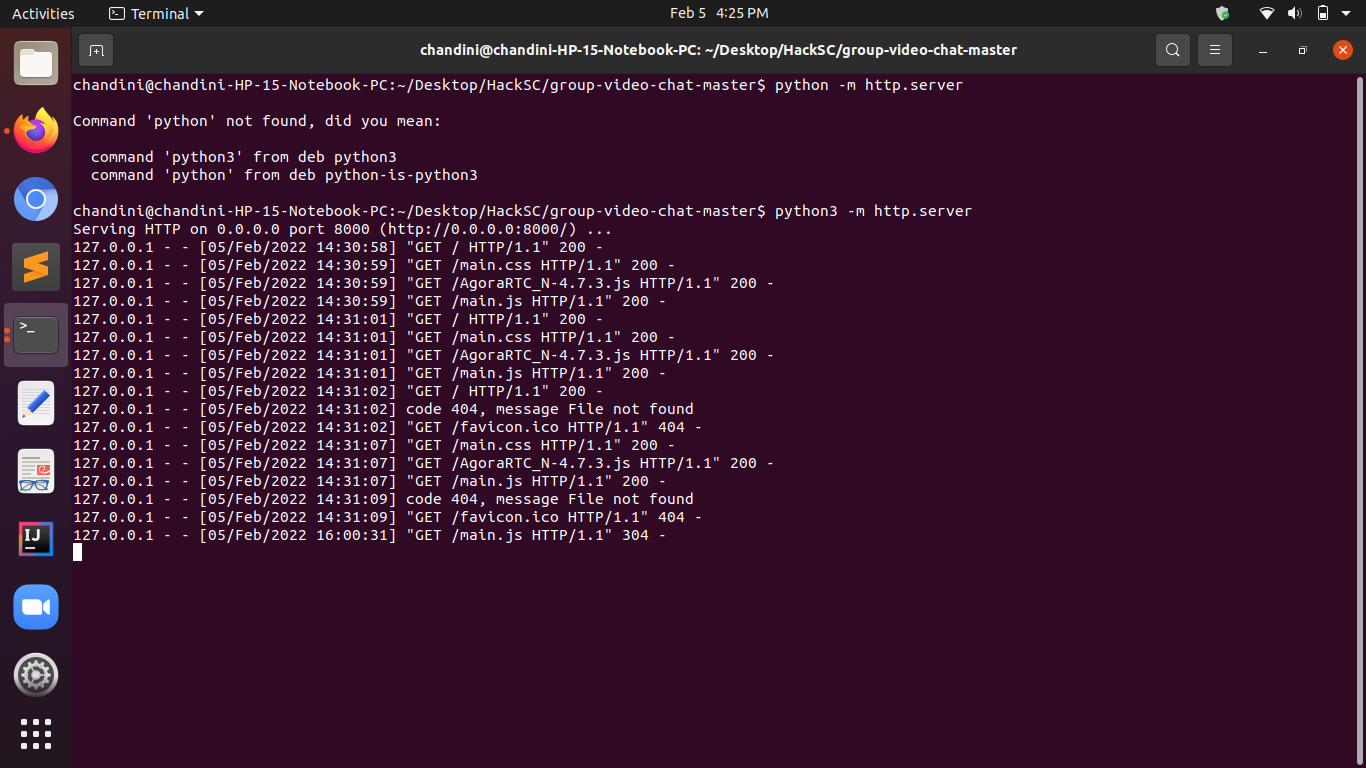 Activities
Terminal
Feb 5 4:25 PM
chandini@chandini-HP-15-Notebook-PC: ~/Desktop/HackSC/group-video-chat-master
chandini@chandini-HP-15-Notebook-PC:~/Desktop/HackSC/group-video-chat-master$ python -m http.server
Command 'python' not found, did you mean:
command 'python3' from deb python3
command 'python' from deb python-is-python3
chandini@chandini-HP-15-Notebook-PC:~/Desktop/HackSC/group-video-chat-master$ python3 -m http.server
Serving HTTP on 0.0.0.0 port 8000 (http://0.0.0.0:8000/) ...
127.0.0.1 - - [05/Feb/2022 14:30:58] "GET / HTTP/1.1" 200 -
127.0.0.1 - - [05/Feb/2022 14:30:59] "GET /main.css HTTP/1.1" 200 -
127.0.0.1 - - [05/Feb/2022 14:30:59] "GET /AgoraRTC_N-4.7.3.js HTTP/1.1" 200 -
127.0.0.1 - - [05/Feb/2022 14:30:59] "GET /main.js HTTP/1.1" 200 -
127.0.0.1 - - [05/Feb/2022 14:31:01] "GET / HTTP/1.1" 200 -
127.0.0.1 - - [05/Feb/2022 14:31:01] "GET /main.css HTTP/1.1" 200 -
127.0.0.1 - - [05/Feb/2022 14:31:01] "GET /AgoraRTC_N-4.7.3.js HTTP/1.1" 200 -
127.0.0.1 - - [05/Feb/2022 14:31:01] "GET /main.js HTTP/1.1" 200 -
127.0.0.1 - - [05/Feb/2022 14:31:02] "GET / HTTP/1.1" 200 -
127.0.0.1 - - [05/Feb/2022 14:31:02] code 404, message File not found
127.0.0.1 - - [05/Feb/2022 14:31:02] "GET /favicon.ico HTTP/1.1" 404 -
127.0.0.1 - - [05/Feb/2022 14:31:07] "GET /main.css HTTP/1.1" 200 -
127.0.0.1 - - [05/Feb/2022 14:31:07] "GET /AgoraRTC_N-4.7.3.js HTTP/1.1" 200 -
127.0.0.1 - - [05/Feb/2022 14:31:07] "GET /main.js HTTP/1.1" 200 -
127.0.0.1 - - [05/Feb/2022 14:31:09] code 404, message File not found
127.0.0.1 - - [05/Feb/2022 14:31:09] "GET /favicon.ico HTTP/1.1" 404 -
127.0.0.1 - - [05/Feb/2022 16:00:31] "GET /main.js HTTP/1.1" 304 -
>_
IJ